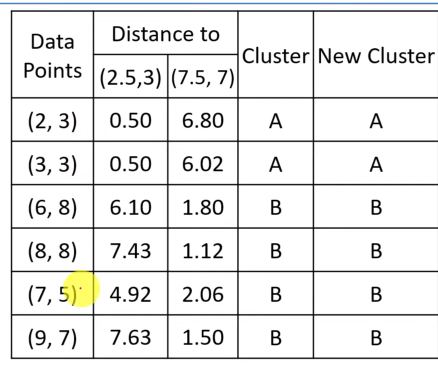 Data Points | Distance to | Cluster | New Cluster
(2.5,3) | (7.5, 7)
(2, 3) | 0.50 | 6.80 | A | A
(3, 3) | 0.50 | 6.02 | A | A
(6, 8) | 6.10 | 1.80 | B | B
(8, 8) | 7.43 | 1.12 | B | B
(7, 5) | 4.92 | 2.06 | B | B
(9, 7) | 7.63 | 1.50 | B | B